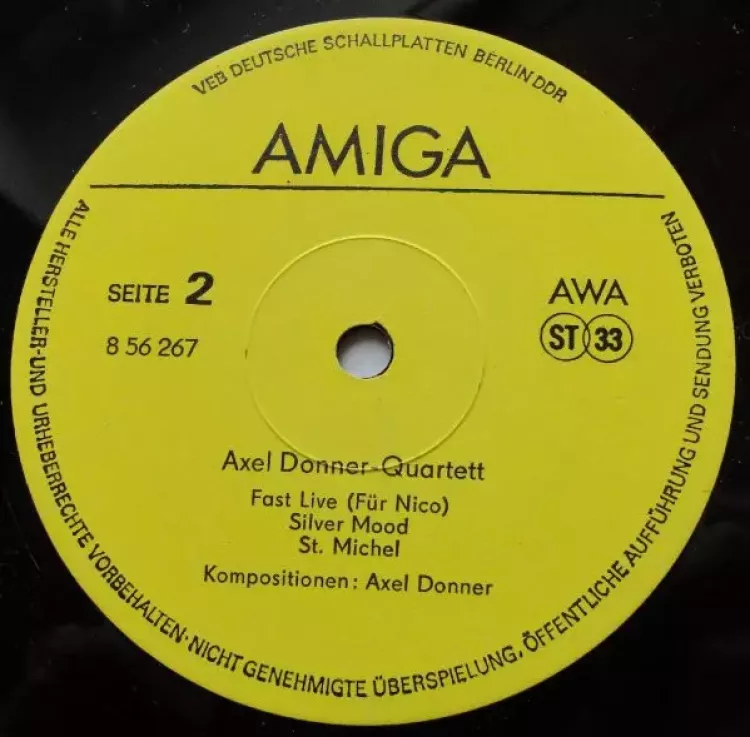 VEB DEUTSCHE SCHALLPLATTEN BERLIN DDR
AMIGA
SEITE 2
8 56 267
AWA
ST 33
Axel Donner-Quartett
Fast Live (Für Nico)
Silver Mood
St. Michel
Kompositionen: Axel Donner
ALLE HERSTELLER-UND URHEBERRECHTE VORBEHALTEN·NICHT GENEHMIGTE ÜBERSPIELUNG, ÖFFENTLICHE AUFFÜHRUNG UND SENDUNG VERBOTEN